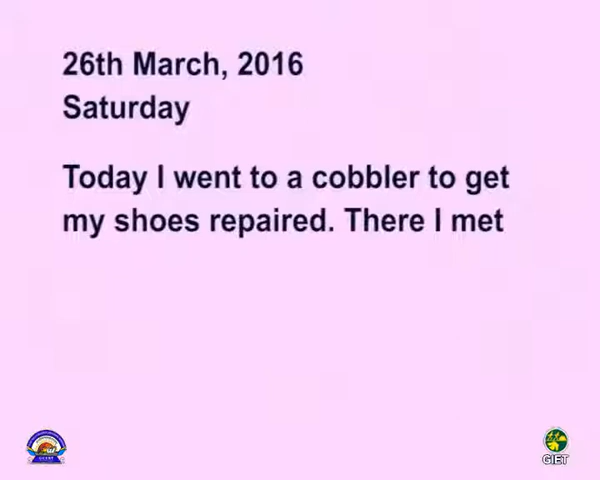 26th March, 2016
Saturday
Today I went to a cobbler to get
my shoes repaired. There I met
GIET